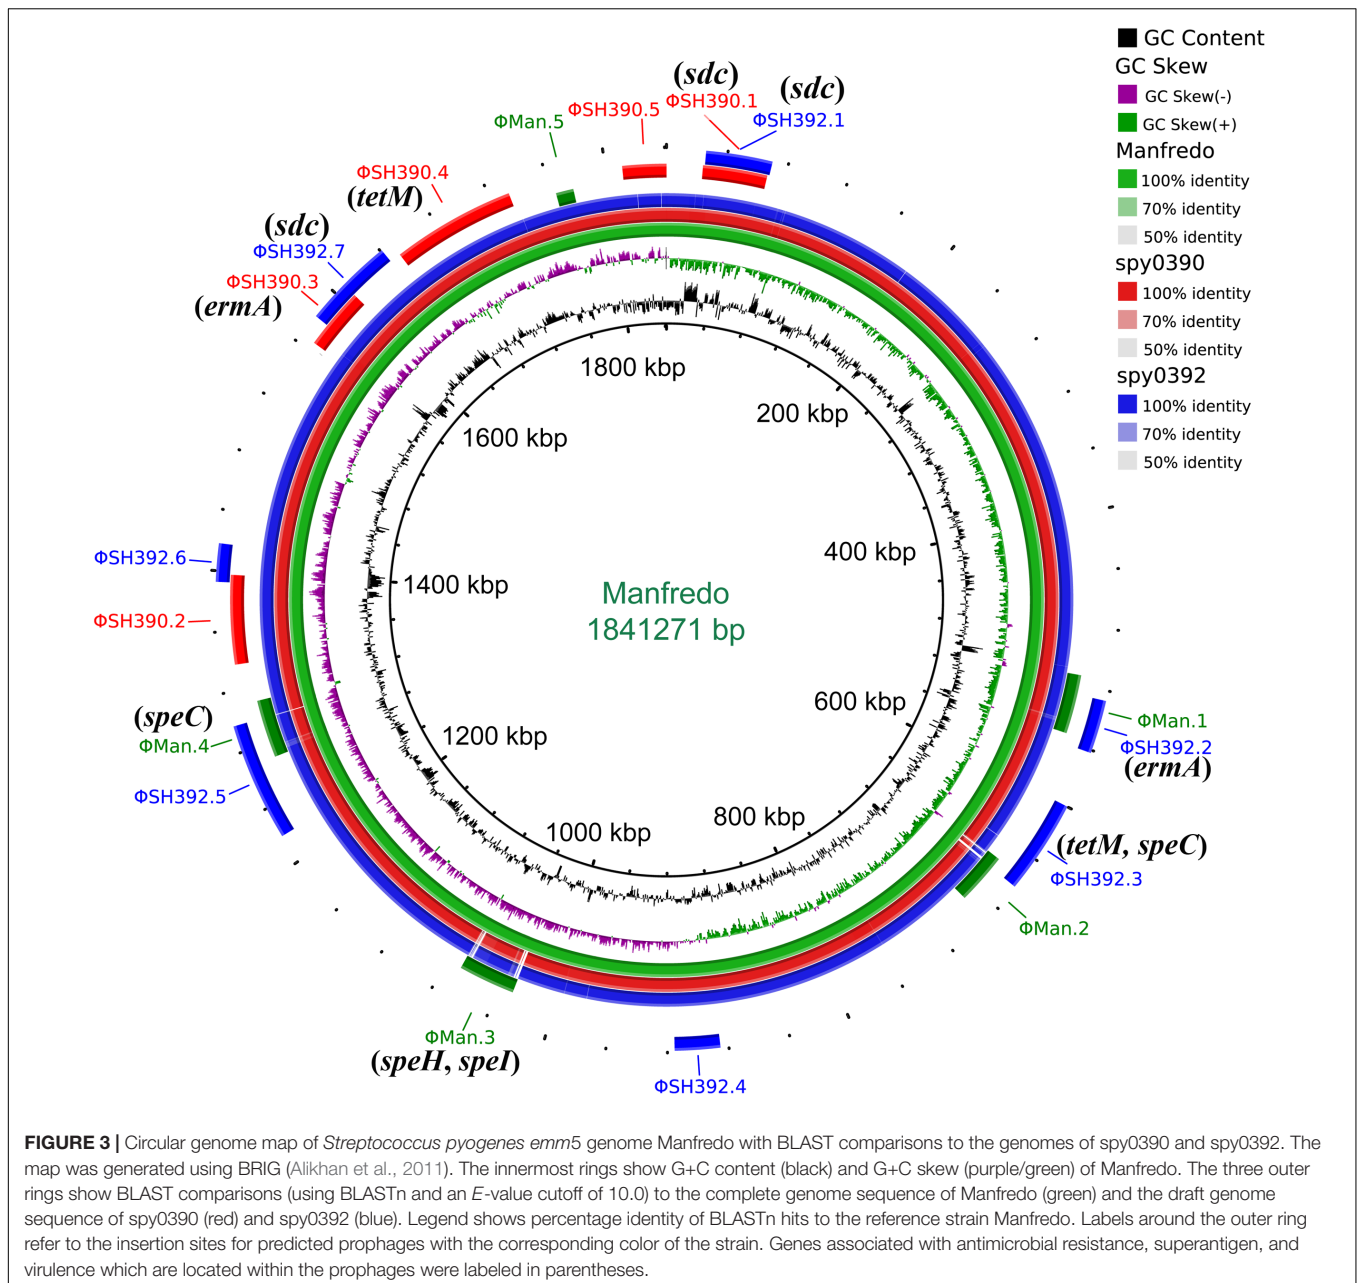 GC Content
GC Skew
GC Skew(-)
GC Skew(+)
Manfredo
100% identity
70% identity
50% identity
spy0390
100% identity
70% identity
50% identity
spy0392
100% identity
70% identity
50% identity
(sdc)
ΦSH390.1
(sdc)
ΦSH392.1
ΦSH390.5
ΦMan.5
ΦSH390.4
(tetM)
(sdc)
ΦSH392.7
ΦSH390.3
(ermA)
ΦSH392.6
ΦSH390.2
(speC)
ΦMan.4
ΦSH392.5
ΦMan.3
(speH, speI)
ΦSH392.4
ΦMan.2
(tetM, speC)
ΦSH392.3
ΦMan.1
ΦSH392.2
(ermA)
1800 kbp
200 kbp
1600 kbp
400 kbp
1400 kbp
600 kbp
1200 kbp
800 kbp
1000 kbp
Manfredo
1841271 bp
FIGURE 3 | Circular genome map of Streptococcus pyogenes emm5 genome Manfredo with BLAST comparisons to the genomes of spy0390 and spy0392. The
map was generated using BRIG (Alikhan et al., 2011). The innermost rings show G+C content (black) and G+C skew (purple/green) of Manfredo. The three outer
rings show BLAST comparisons (using BLASTn and an E-value cutoff of 10.0) to the complete genome sequence of Manfredo (green) and the draft genome
sequence of spy0390 (red) and spy0392 (blue). Legend shows percentage identity of BLASTn hits to the reference strain Manfredo. Labels around the outer ring
refer to the insertion sites for predicted prophages with the corresponding color of the strain. Genes associated with antimicrobial resistance, superantigen, and
virulence which are located within the prophages were labeled in parentheses.